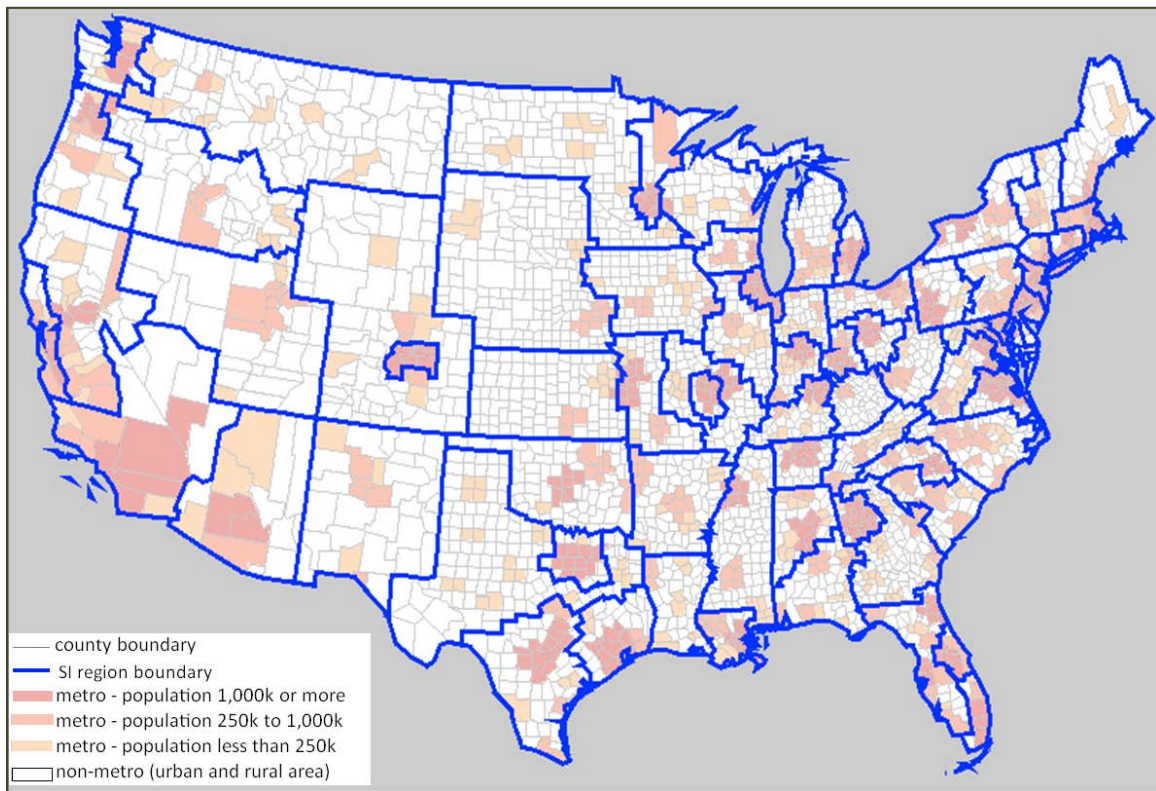 county boundary
SI region boundary
metro - population 1,000k or more
metro - population 250k to 1,000k
metro - population less than 250k
non-metro (urban and rural area)